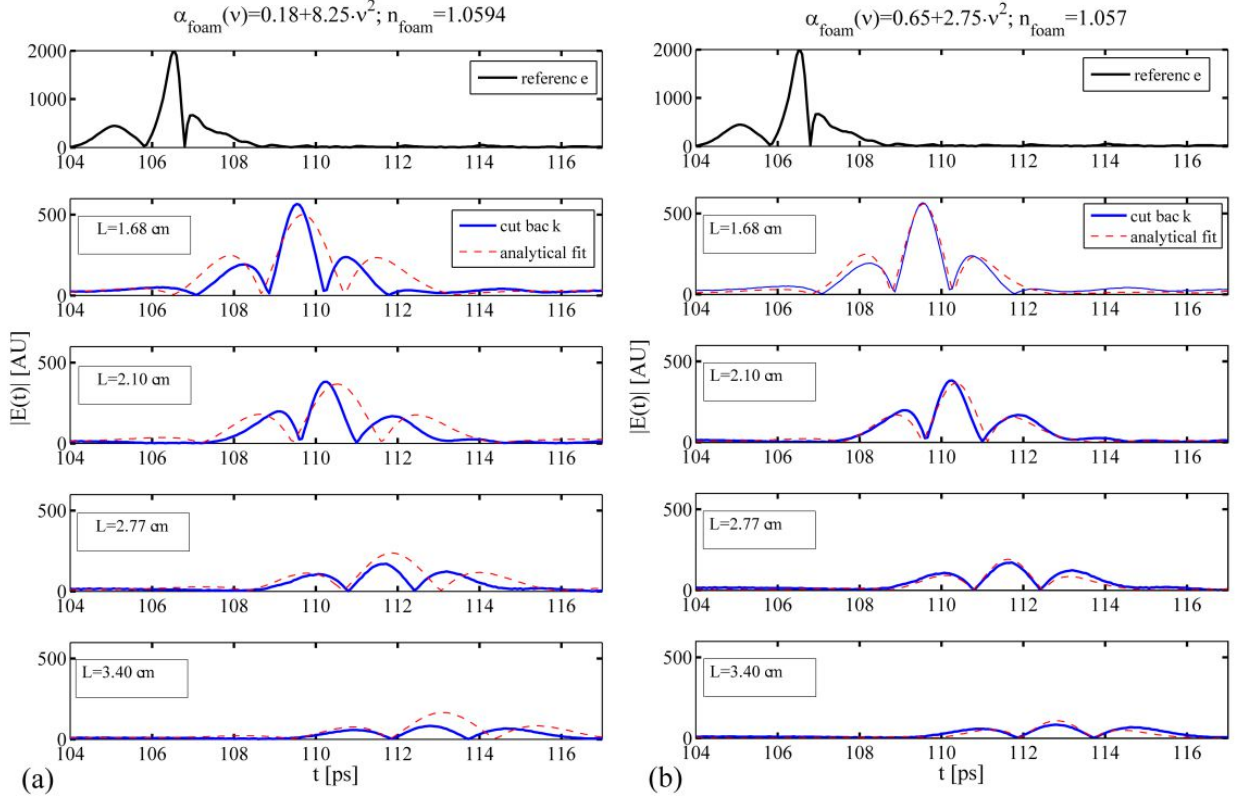 α_foam(ν)=0.18+8.25·ν²; n_foam=1.0594
2000
1000
0
referenc e
104 106 108 110 112 114 116
500
0
L=1.68 cm
cut bac k
analytical fit
104 106 108 110 112 114 116
500
0
L=2.10 cm
104 106 108 110 112 114 116
500
0
L=2.77 cm
104 106 108 110 112 114 116
500
0
L=3.40 cm
104 106 108 110 112 114 116
|E(t)| [AU]
t [ps]
(a)
α_foam(ν)=0.65+2.75·ν²; n_foam=1.057
2000
1000
0
referenc e
104 106 108 110 112 114 116
500
0
L=1.68 cm
cut bac k
analytical fit
104 106 108 110 112 114 116
500
0
L=2.10 cm
104 106 108 110 112 114 116
500
0
L=2.77 cm
104 106 108 110 112 114 116
500
0
L=3.40 cm
104 106 108 110 112 114 116
|E(t)| [AU]
t [ps]
(b)